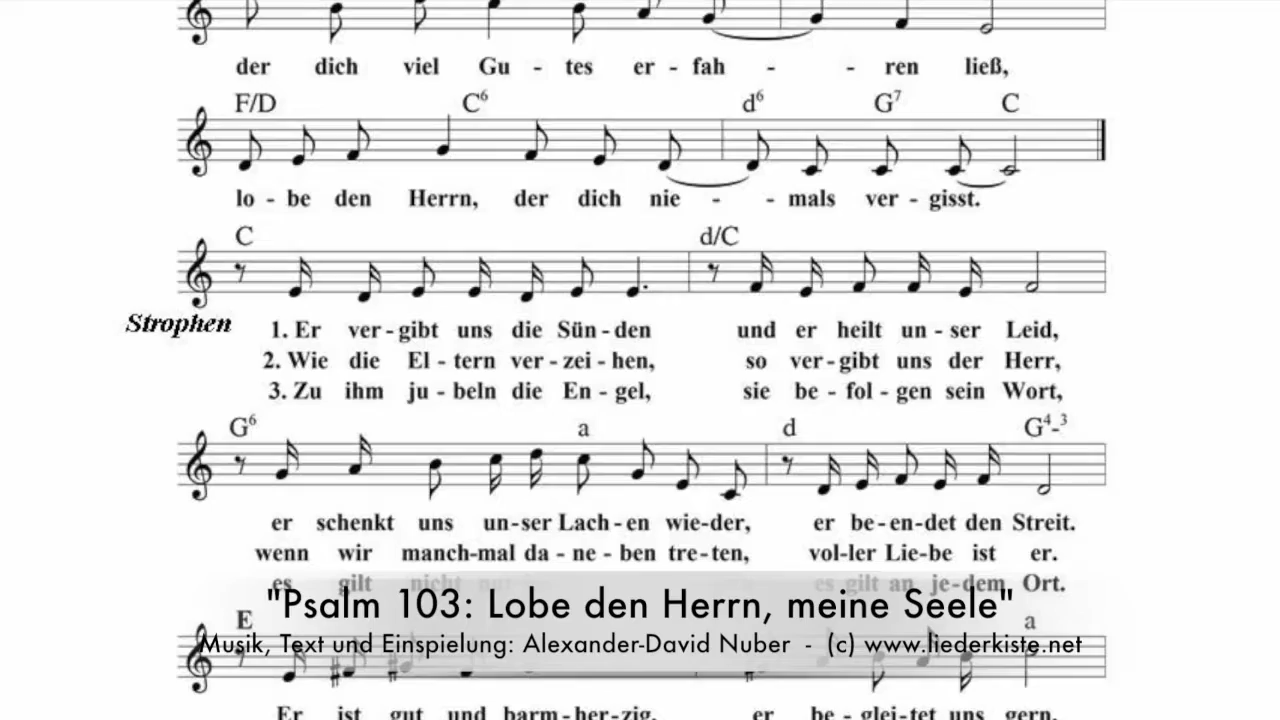 der dich viel Gu - tes er - fah - - ren ließ,
F/D C6 d6 G7 C
lo - be den Herrn, der dich nie - - mals ver - gisst.
C d/C
Strophen
1. Er ver - gibt uns die Sün - den und er heilt un - ser Leid,
2. Wie die El - tern ver - zei - hen, so ver - gibt uns der Herr,
3. Zu ihm ju - beln die En - gel, sie be - fol - gen sein Wort,
G6 a d G4-3
er schenkt uns un-ser Lach-en wie-der, er be-en-det den Streit.
wenn wir manch-mal da - ne - ben tre-ten, vol-ler Lie-be ist er.
es gilt nicht es gilt an je-dem Ort.
"Psalm 103: Lobe den Herrn, meine Seele"
E a
Musik, Text und Einspielung: Alexander-David Nuber - (c) www.liederkiste.net
Er ist gut und barm-her-zig, er be - glei-tet uns gern.